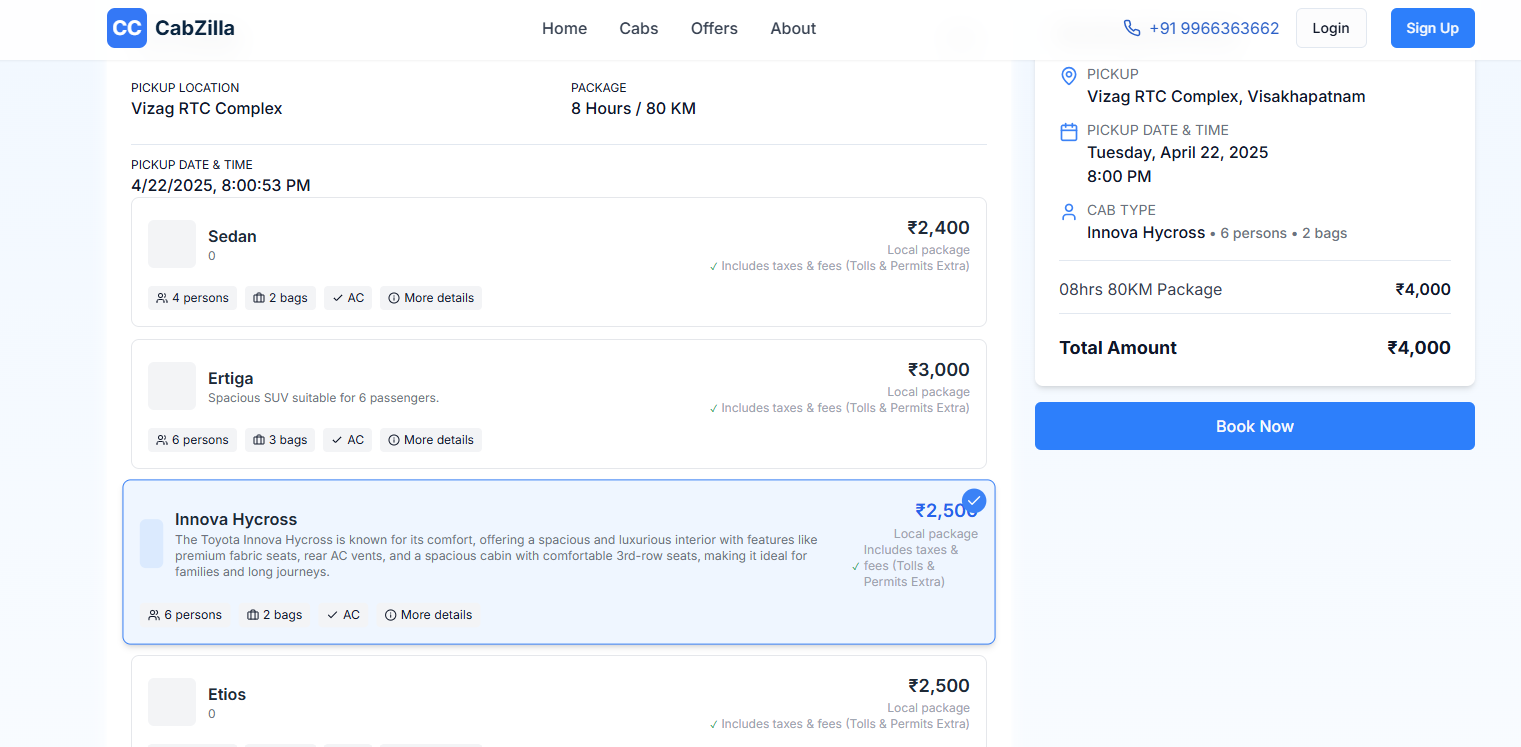 CC CabZilla Home Cabs Offers About +91 9966363662 Login Sign Up
PICKUP LOCATION
Vizag RTC Complex
PACKAGE
8 Hours / 80 KM
PICKUP DATE & TIME
4/22/2025, 8:00:53 PM
Sedan
0
₹2,400
Local package
✓ Includes taxes & fees (Tolls & Permits Extra)
4 persons 2 bags ✓ AC More details
Ertiga
Spacious SUV suitable for 6 passengers.
₹3,000
Local package
✓ Includes taxes & fees (Tolls & Permits Extra)
6 persons 3 bags ✓ AC More details
Innova Hycross
The Toyota Innova Hycross is known for its comfort, offering a spacious and luxurious interior with features like
premium fabric seats, rear AC vents, and a spacious cabin with comfortable 3rd-row seats, making it ideal for
families and long journeys.
₹2,500
Local package
Includes taxes &
✓ fees (Tolls &
Permits Extra)
6 persons 2 bags ✓ AC More details
Etios
0
₹2,500
Local package
✓ Includes taxes & fees (Tolls & Permits Extra)
PICKUP
Vizag RTC Complex, Visakhapatnam
PICKUP DATE & TIME
Tuesday, April 22, 2025
8:00 PM
CAB TYPE
Innova Hycross • 6 persons • 2 bags
08hrs 80KM Package ₹4,000
Total Amount ₹4,000
Book Now